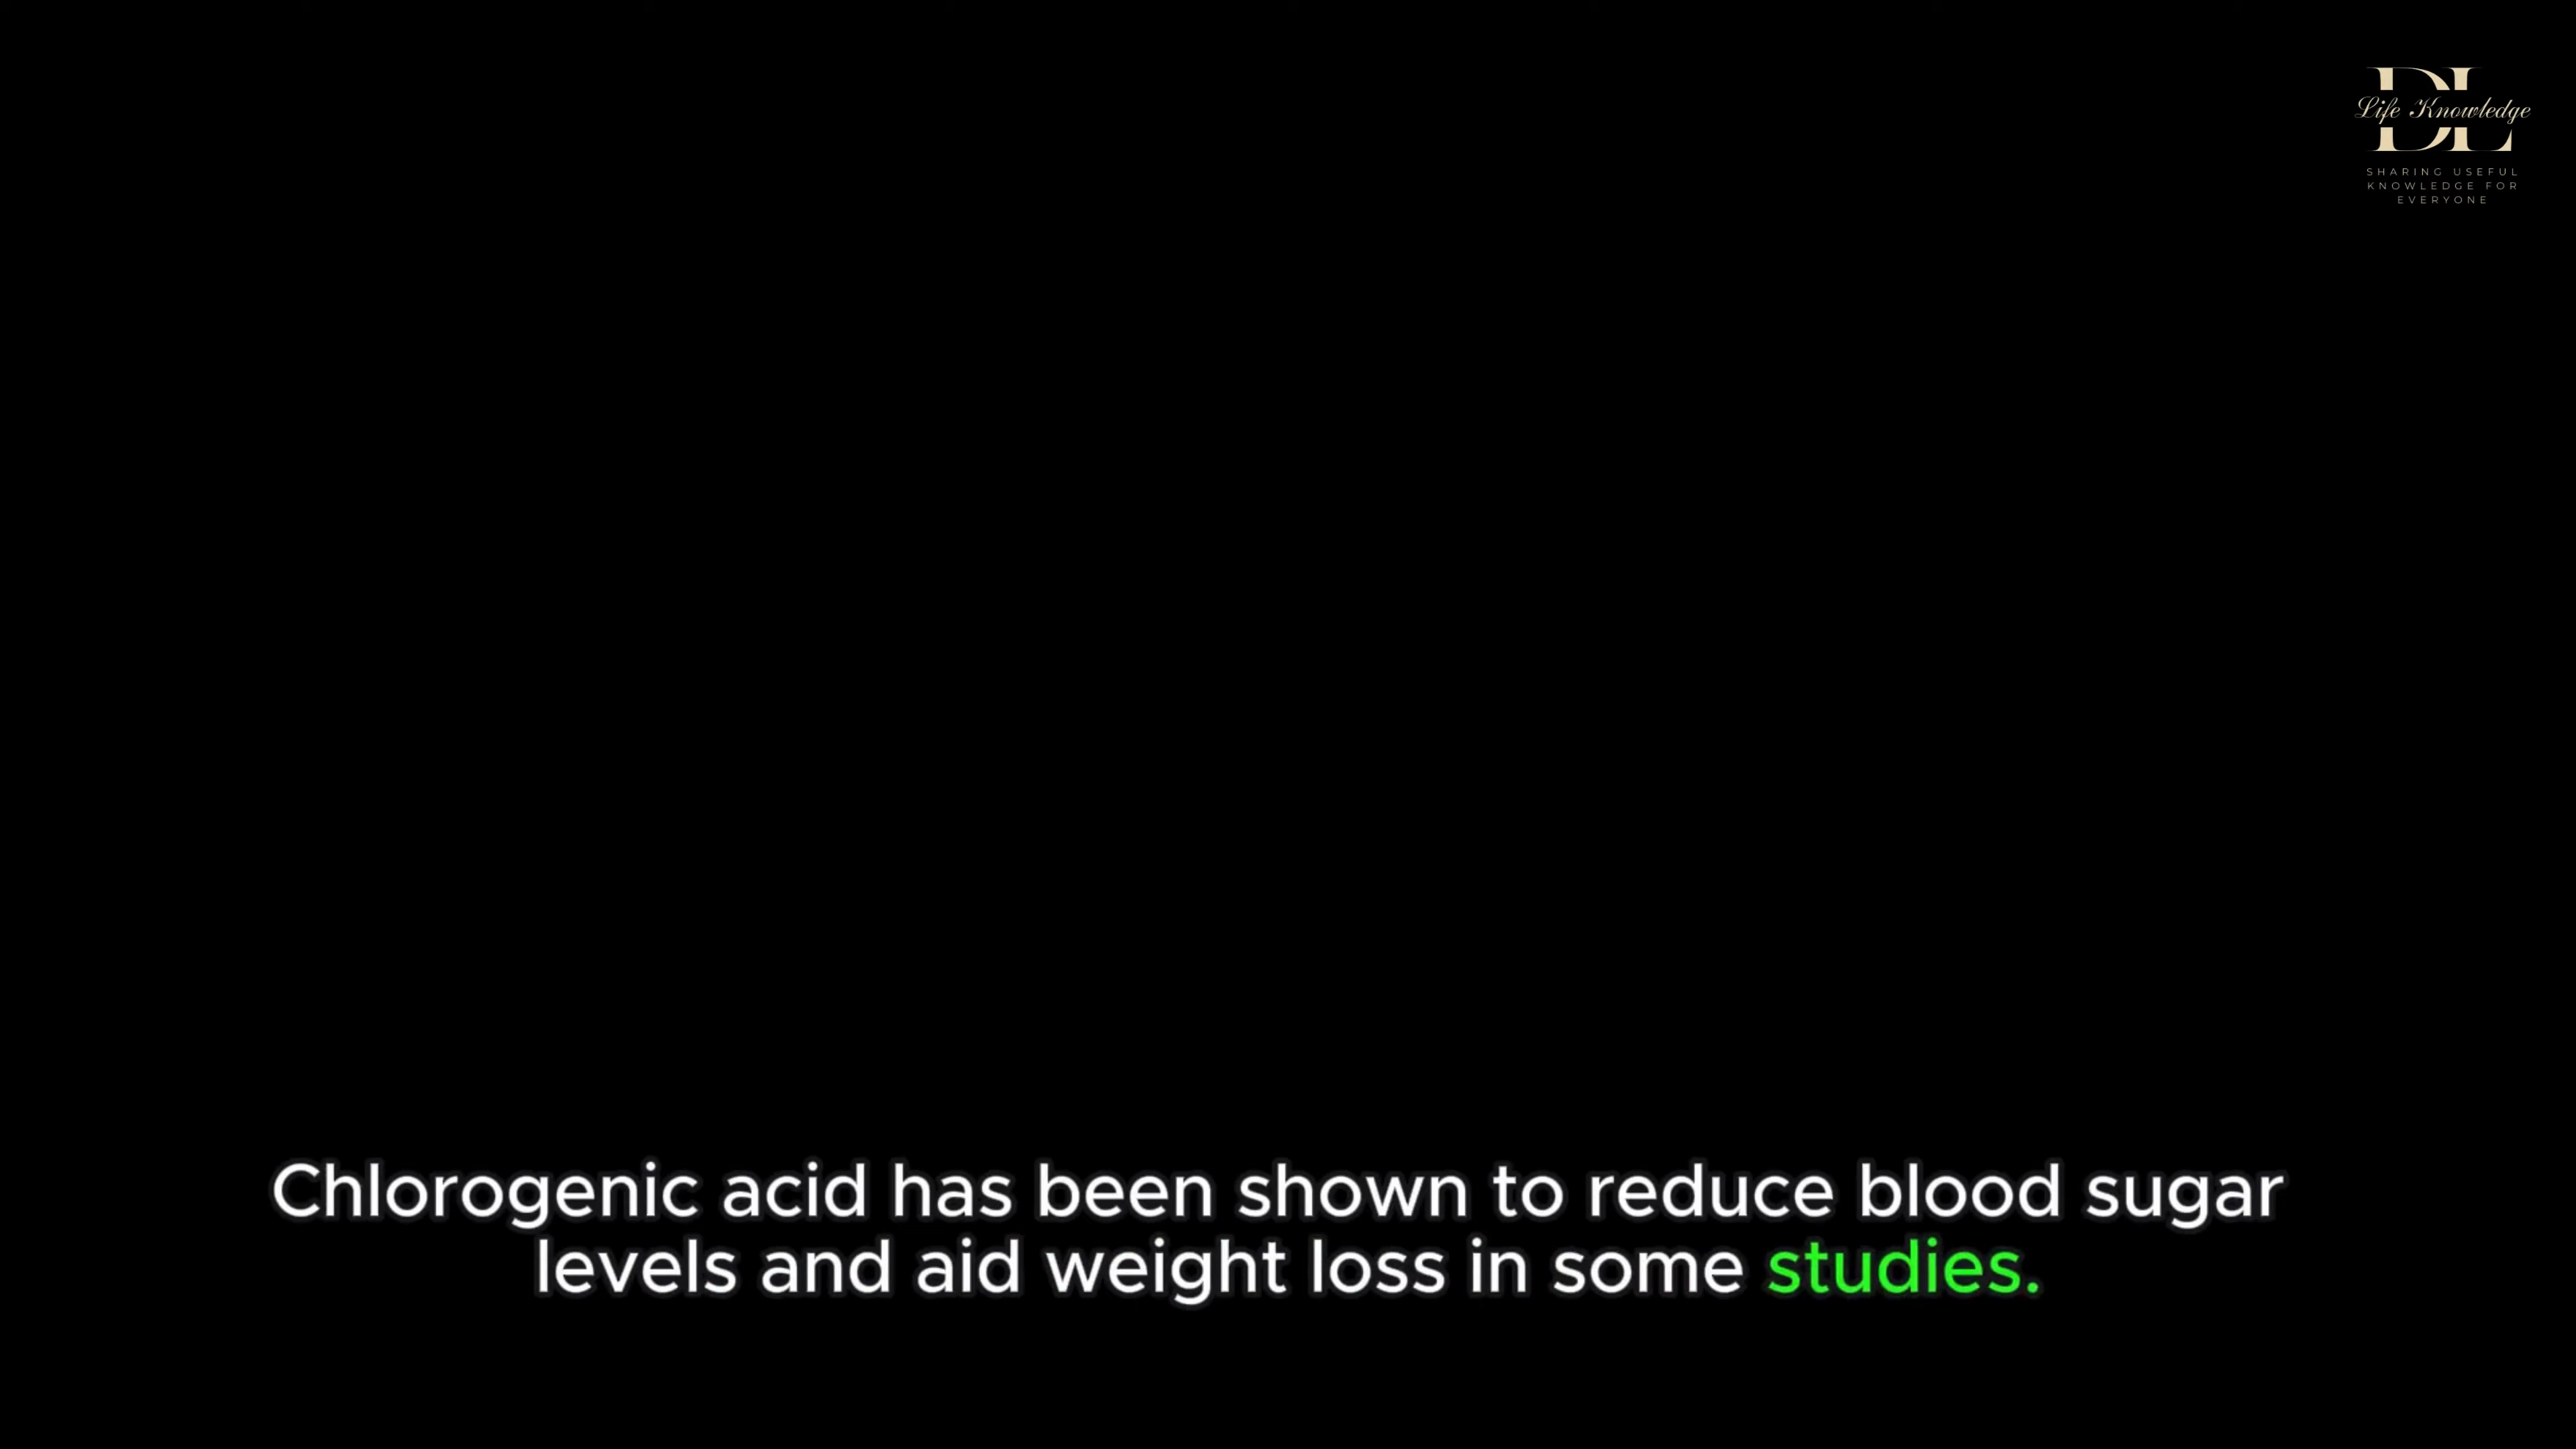 DL
Life Knowledge
SHARING USEFUL
KNOWLEDGE FOR
EVERYONE
Chlorogenic acid has been shown to reduce blood sugar
levels and aid weight loss in some studies.